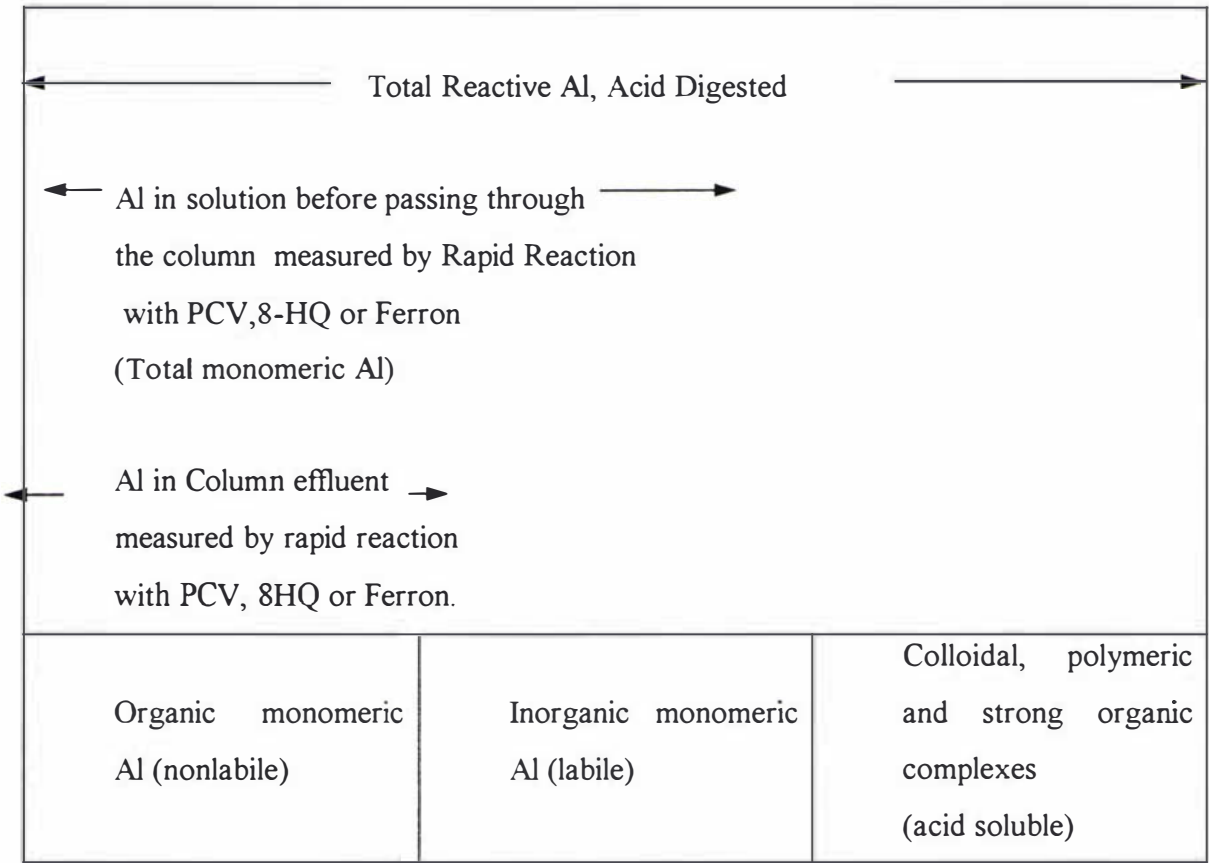 Total Reactive Al, Acid Digested
Al in solution before passing through
the column measured by Rapid Reaction
with PCV,8-HQ or Ferron
(Total monomeric Al)
Al in Column effluent
measured by rapid reaction
with PCV, 8HQ or Ferron.
Organic monomeric
Al (nonlabile)
Inorganic monomeric
Al (labile)
Colloidal, polymeric
and strong organic
complexes
(acid soluble)